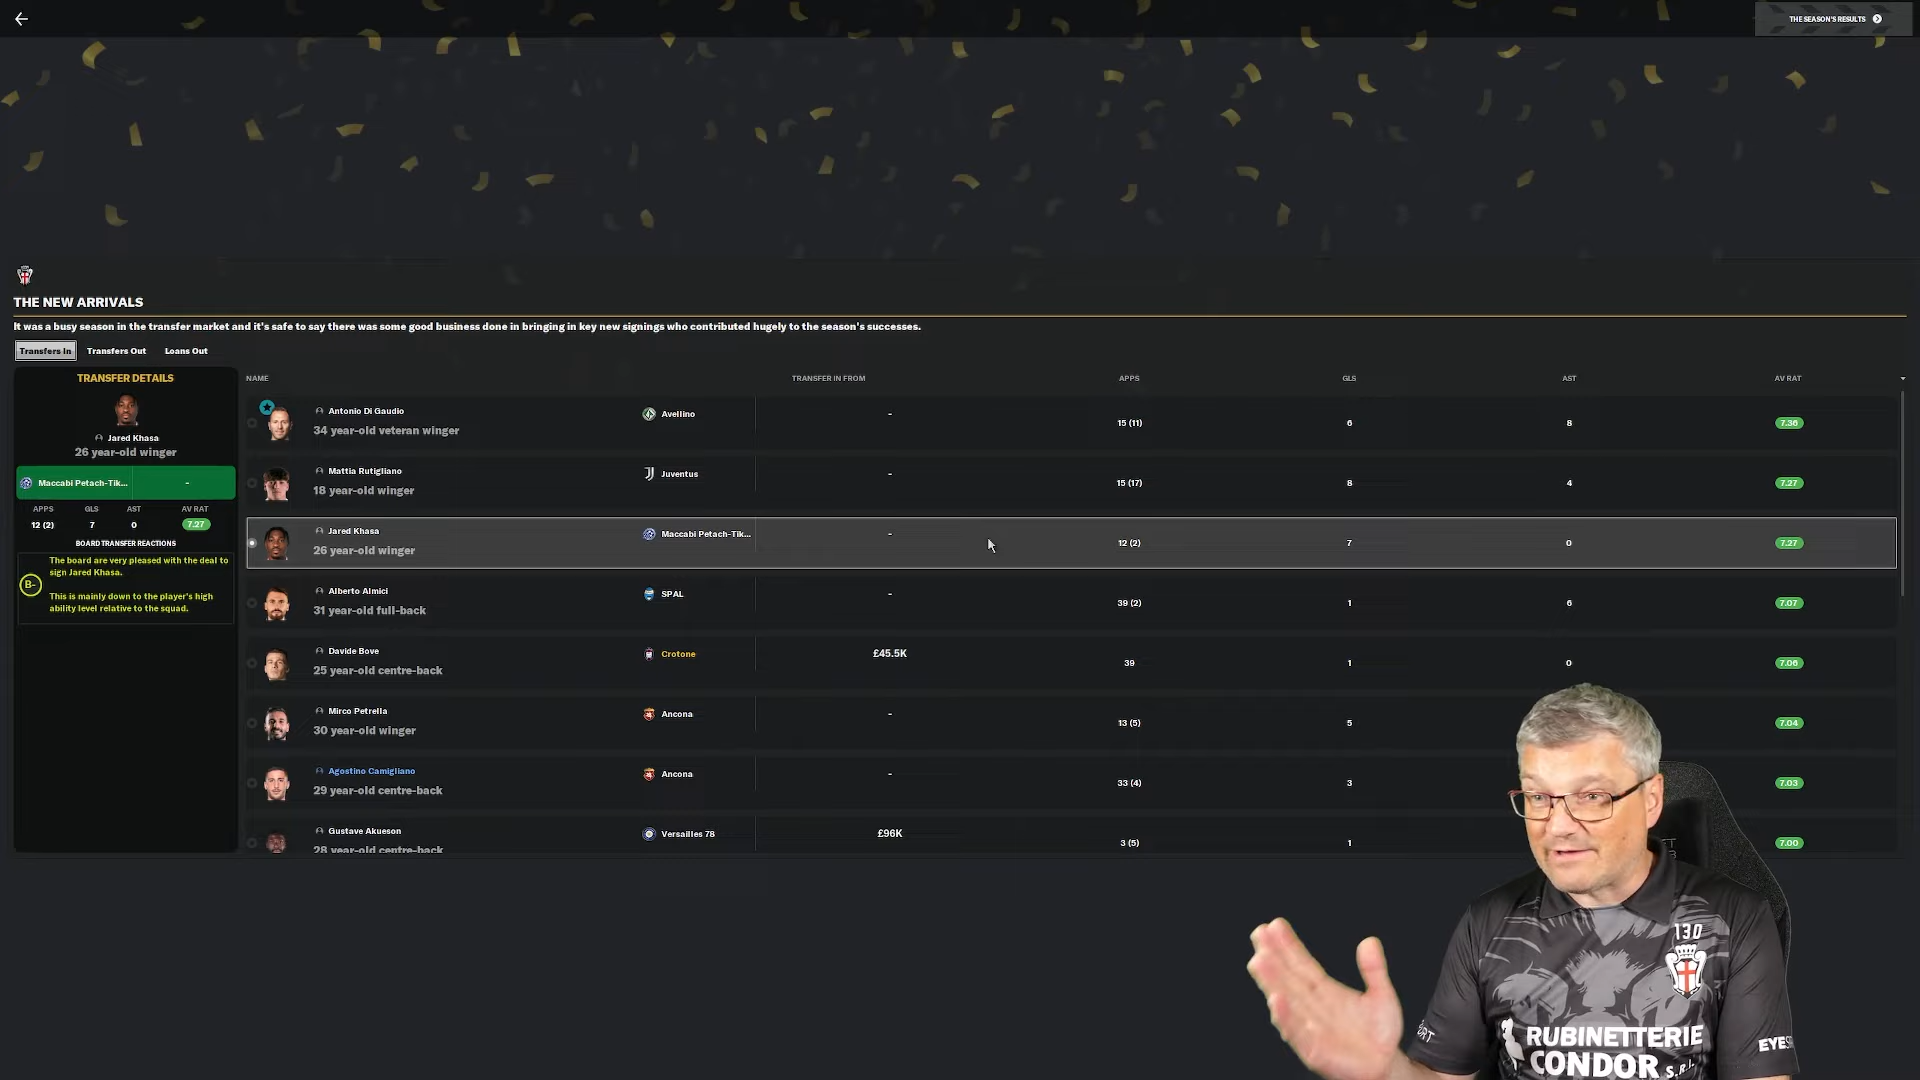 THE SEASON'S RESULTS
THE NEW ARRIVALS
It was a busy season in the transfer market and it's safe to say there was some good business done in bringing in key new signings who contributed hugely to the season's successes.
Transfers In Transfers Out Loans Out
TRANSFER DETAILS
Jared Khasa
26 year-old winger
Maccabi Petach-Tik... -
APPS GLS AST AV RAT
12 (2) 7 0 7.27
BOARD TRANSFER REACTIONS
B-
The board are very pleased with the deal to
sign Jared Khasa.
This is mainly down to the player's high
ability level relative to the squad.
NAME TRANSFER IN FROM APPS GLS AST AV RAT
Antonio Di Gaudio Avellino - 15 (11) 6 8 7.36
34 year-old veteran winger
Mattia Rutigliano Juventus - 15 (17) 8 4 7.27
18 year-old winger
Jared Khasa Maccabi Petach-Tik... - 12 (2) 7 0 7.27
26 year-old winger
Alberto Almici SPAL - 39 (2) 1 6 7.07
31 year-old full-back
Davide Bove Crotone £45.5K 39 1 0 7.06
25 year-old centre-back
Mirco Petrella Ancona - 13 (5) 5 7.04
30 year-old winger
Agostino Camigliano Ancona - 33 (4) 3 7.03
29 year-old centre-back
Gustave Akueson Versailles 78 £96K 3 (5) 1 7.00
28 year-old centre-back
130
RUBINETTERIE
CONDOR S.R.L
EYES